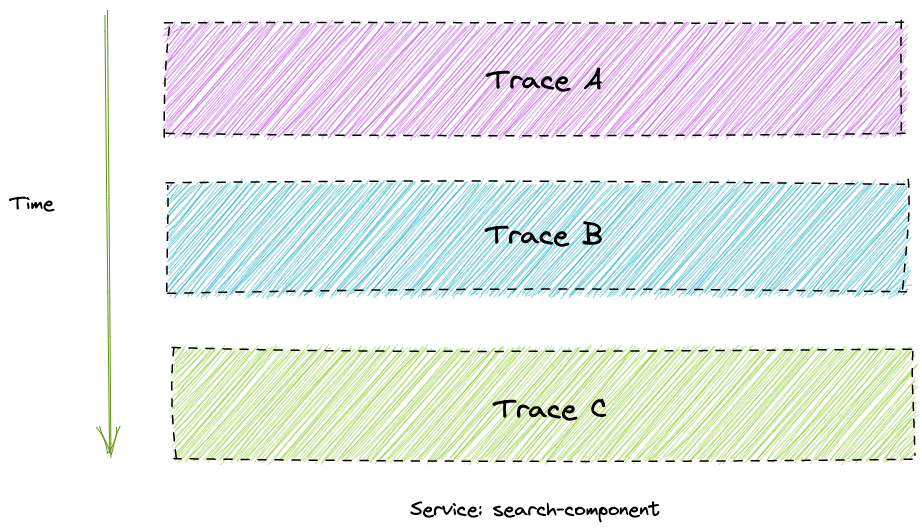 Trace A
Time
Trace B
Trace C
Service: search-component